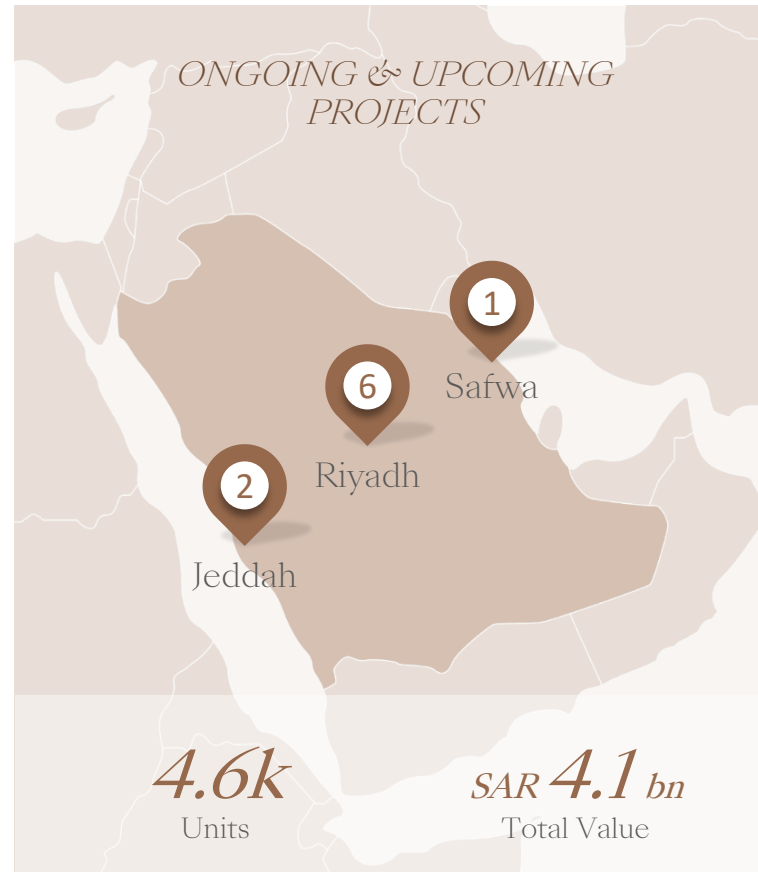 ONGOING & UPCOMING
PROJECTS
1
Safwa
6
Riyadh
2
Jeddah
4.6k
Units
SAR 4.1 bn
Total Value